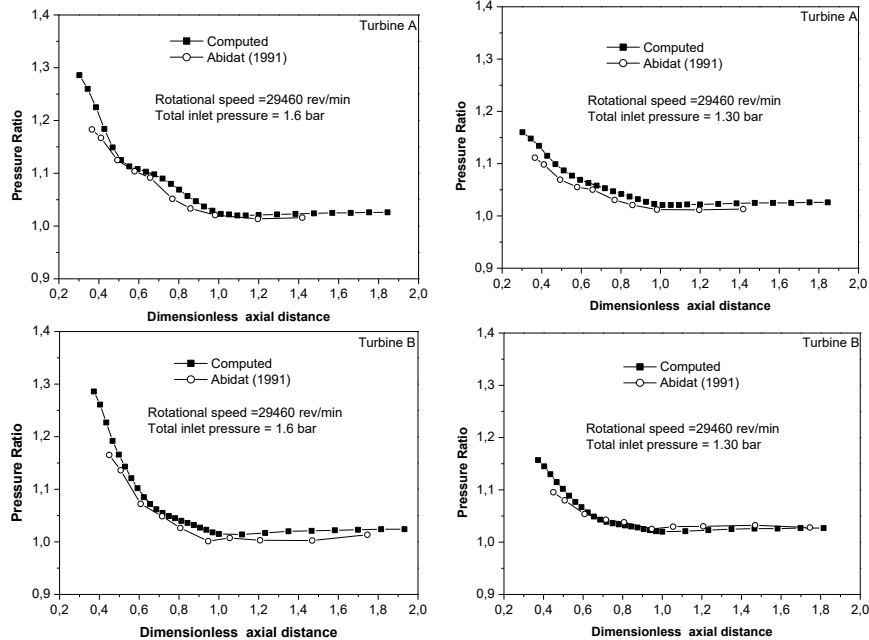 Turbine A
Computed
Abidat (1991)
Rotational speed =29460 rev/min
Total inlet pressure = 1.6 bar
Pressure Ratio
1,4
1,3
1,2
1,1
1,0
0,9
0,2 0,4 0,6 0,8 1,0 1,2 1,4 1,6 1,8 2,0
Dimensionless axial distance
Turbine A
Computed
Abidat (1991)
Rotational speed =29460 rev/min
Total inlet pressure = 1.30 bar
Pressure Ratio
1,4
1,3
1,2
1,1
1,0
0,9
0,2 0,4 0,6 0,8 1,0 1,2 1,4 1,6 1,8 2,0
Dimensionless axial distance
Turbine B
Computed
Abidat (1991)
Rotational speed =29460 rev/min
Total inlet pressure = 1.6 bar
Pressure Ratio
1,4
1,3
1,2
1,1
1,0
0,9
0,2 0,4 0,6 0,8 1,0 1,2 1,4 1,6 1,8 2,0
Dimensionless axial distance
Turbine B
Computed
Abidat (1991)
Rotational speed =29460 rev/min
Total inlet pressure = 1.30 bar
Pressure Ratio
1,4
1,3
1,2
1,1
1,0
0,9
0,2 0,4 0,6 0,8 1,0 1,2 1,4 1,6 1,8 2,0
Dimensionless axial distance